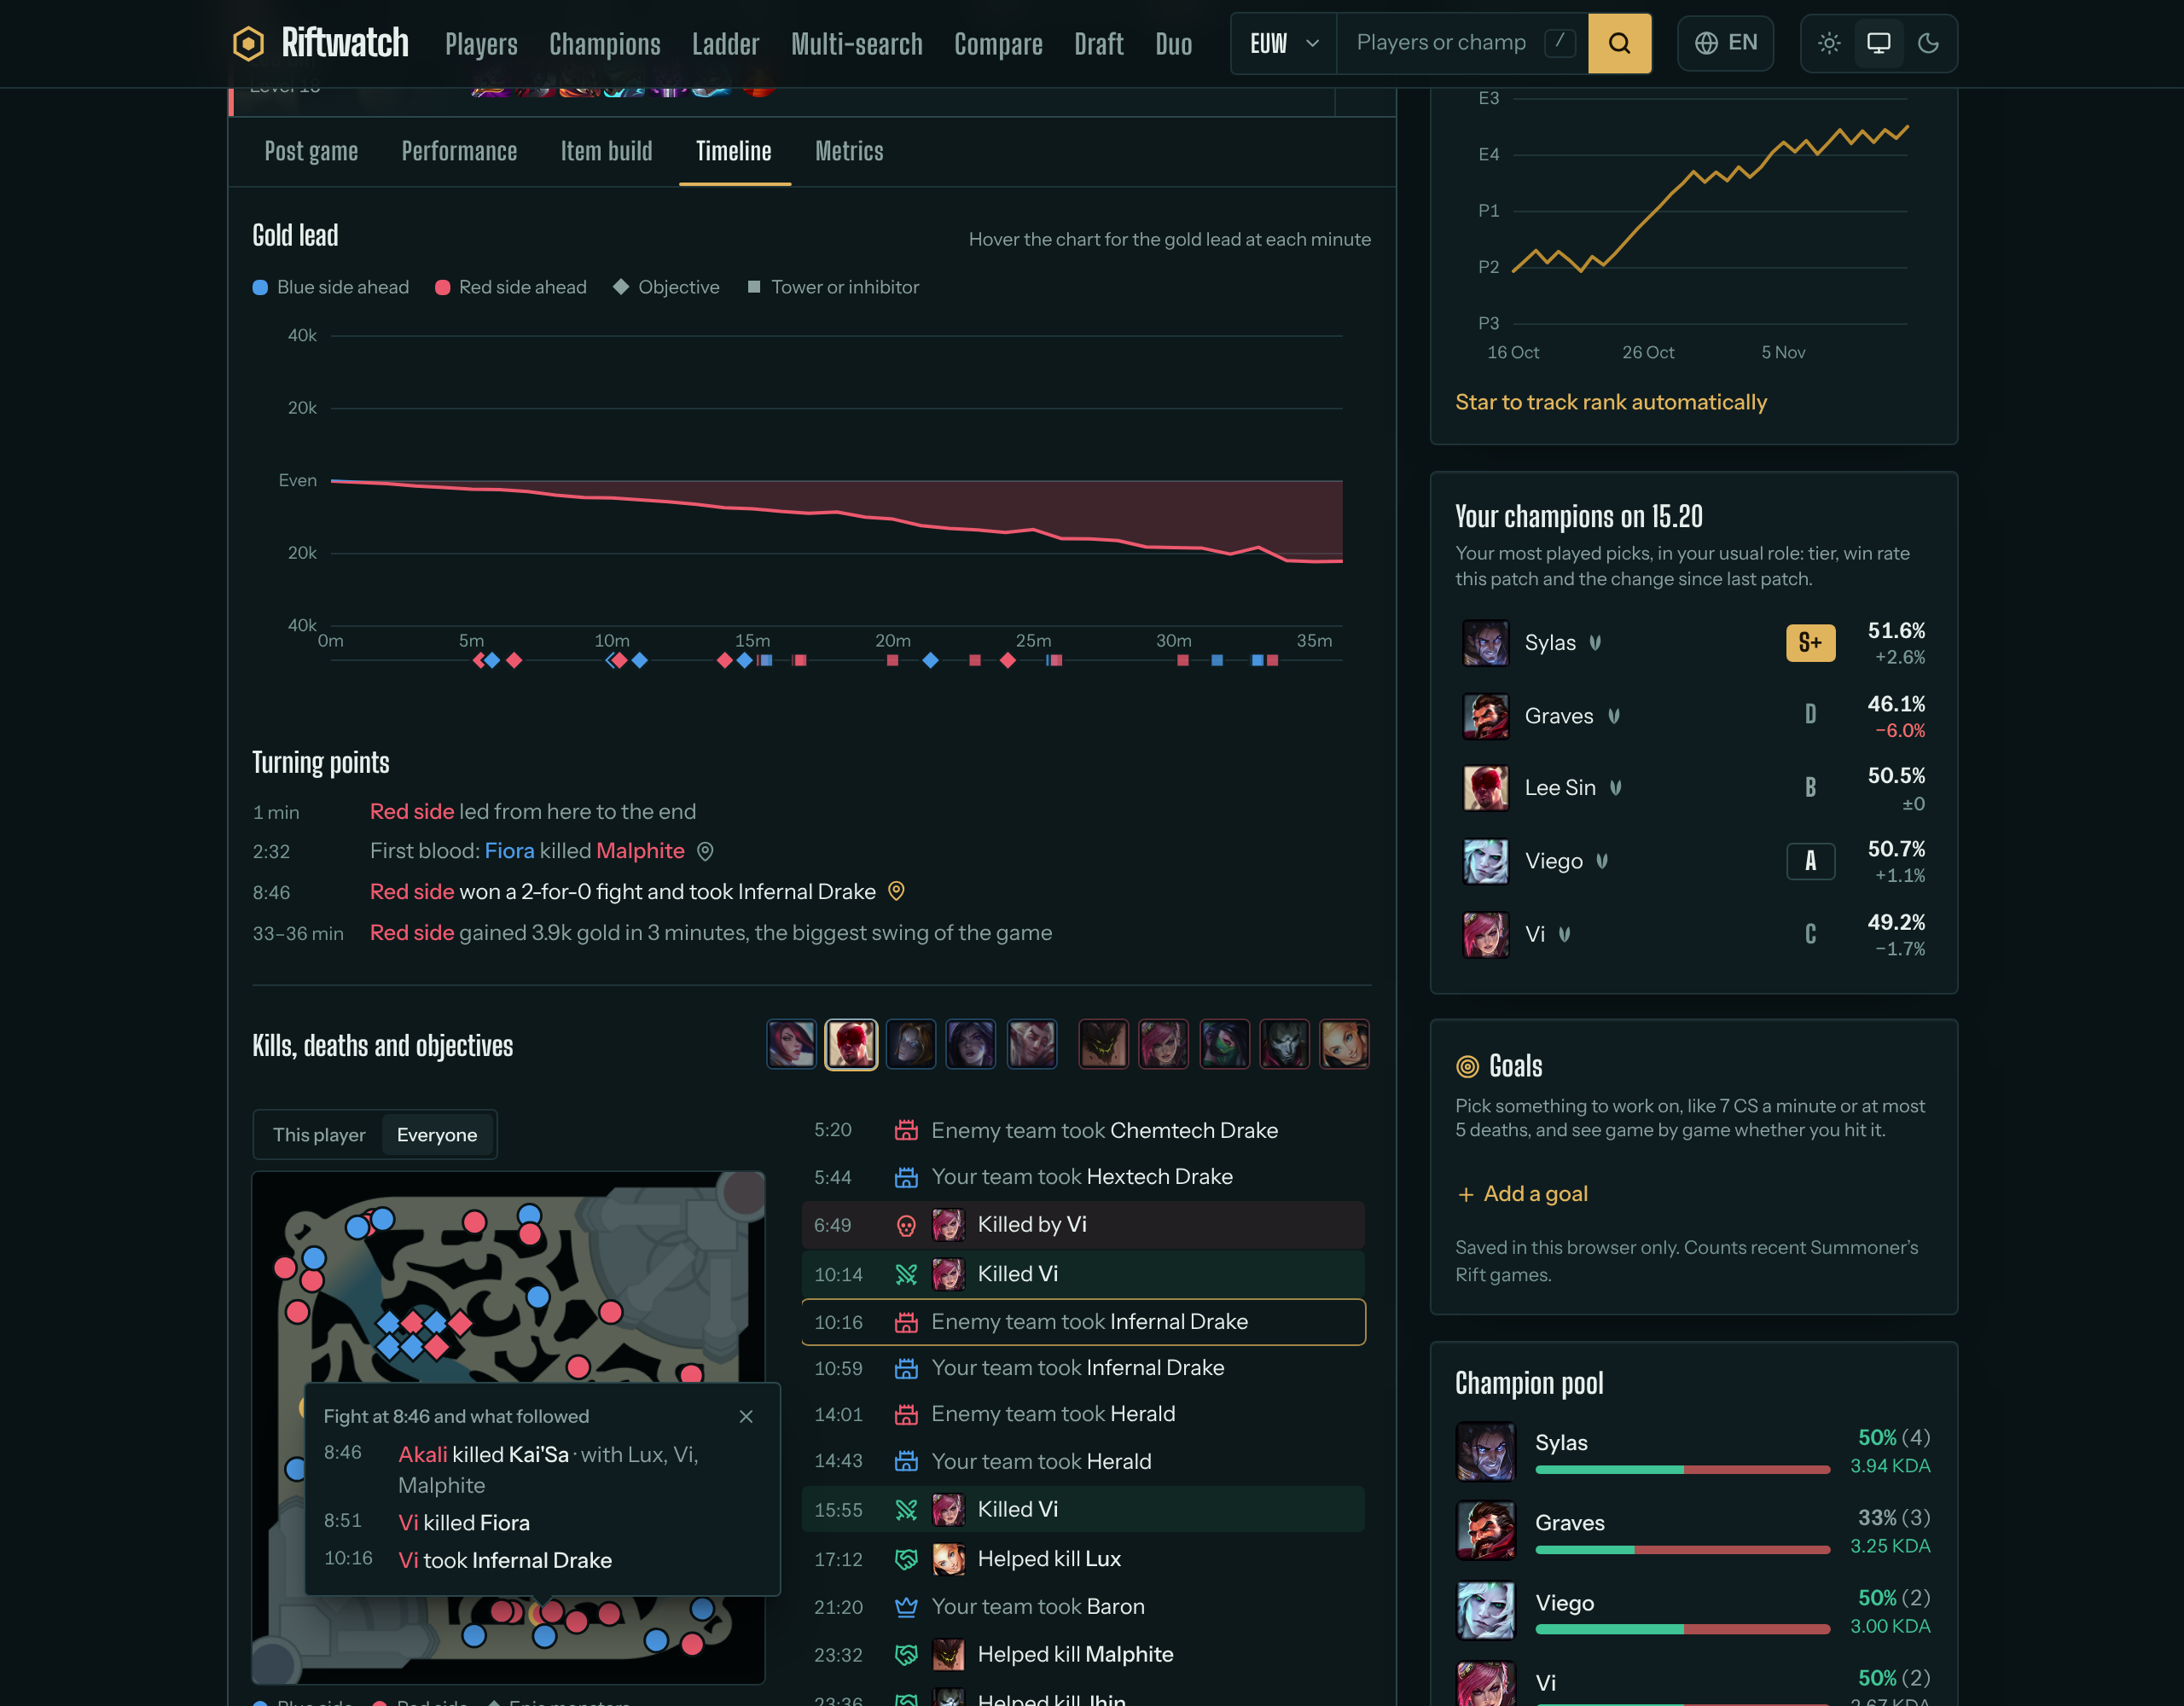 Riftwatch Players Champions Ladder Multi-search Compare Draft Duo EUW Players or champ / EN
Post game Performance Item build Timeline Metrics
Gold lead
Hover the chart for the gold lead at each minute
Blue side ahead Red side ahead Objective Tower or inhibitor
40k
20k
Even
20k
40k
0m 5m 10m 15m 20m 25m 30m 35m
Turning points
1 min Red side led from here to the end
2:32 First blood: Fiora killed Malphite
8:46 Red side won a 2-for-0 fight and took Infernal Drake
33–36 min Red side gained 3.9k gold in 3 minutes, the biggest swing of the game
Kills, deaths and objectives
This player Everyone
Fight at 8:46 and what followed
8:46 Akali killed Kai'Sa · with Lux, Vi,
Malphite
8:51 Vi killed Fiora
10:16 Vi took Infernal Drake
5:20 Enemy team took Chemtech Drake
5:44 Your team took Hextech Drake
6:49 Killed by Vi
10:14 Killed Vi
10:16 Enemy team took Infernal Drake
10:59 Your team took Infernal Drake
14:01 Enemy team took Herald
14:43 Your team took Herald
15:55 Killed Vi
17:12 Helped kill Lux
21:20 Your team took Baron
23:32 Helped kill Malphite
23:36 Helped kill Jhin
E3
E4
P1
P2
P3
16 Oct 26 Oct 5 Nov
Star to track rank automatically
Your champions on 15.20
Your most played picks, in your usual role: tier, win rate
this patch and the change since last patch.
Sylas S+ 51.6%
+2.6%
Graves D 46.1%
−6.0%
Lee Sin B 50.5%
±0
Viego A 50.7%
+1.1%
Vi C 49.2%
−1.7%
Goals
Pick something to work on, like 7 CS a minute or at most
5 deaths, and see game by game whether you hit it.
+ Add a goal
Saved in this browser only. Counts recent Summoner’s
Rift games.
Champion pool
Sylas 50% (4)
3.94 KDA
Graves 33% (3)
3.25 KDA
Viego 50% (2)
3.00 KDA
Vi 50% (2)